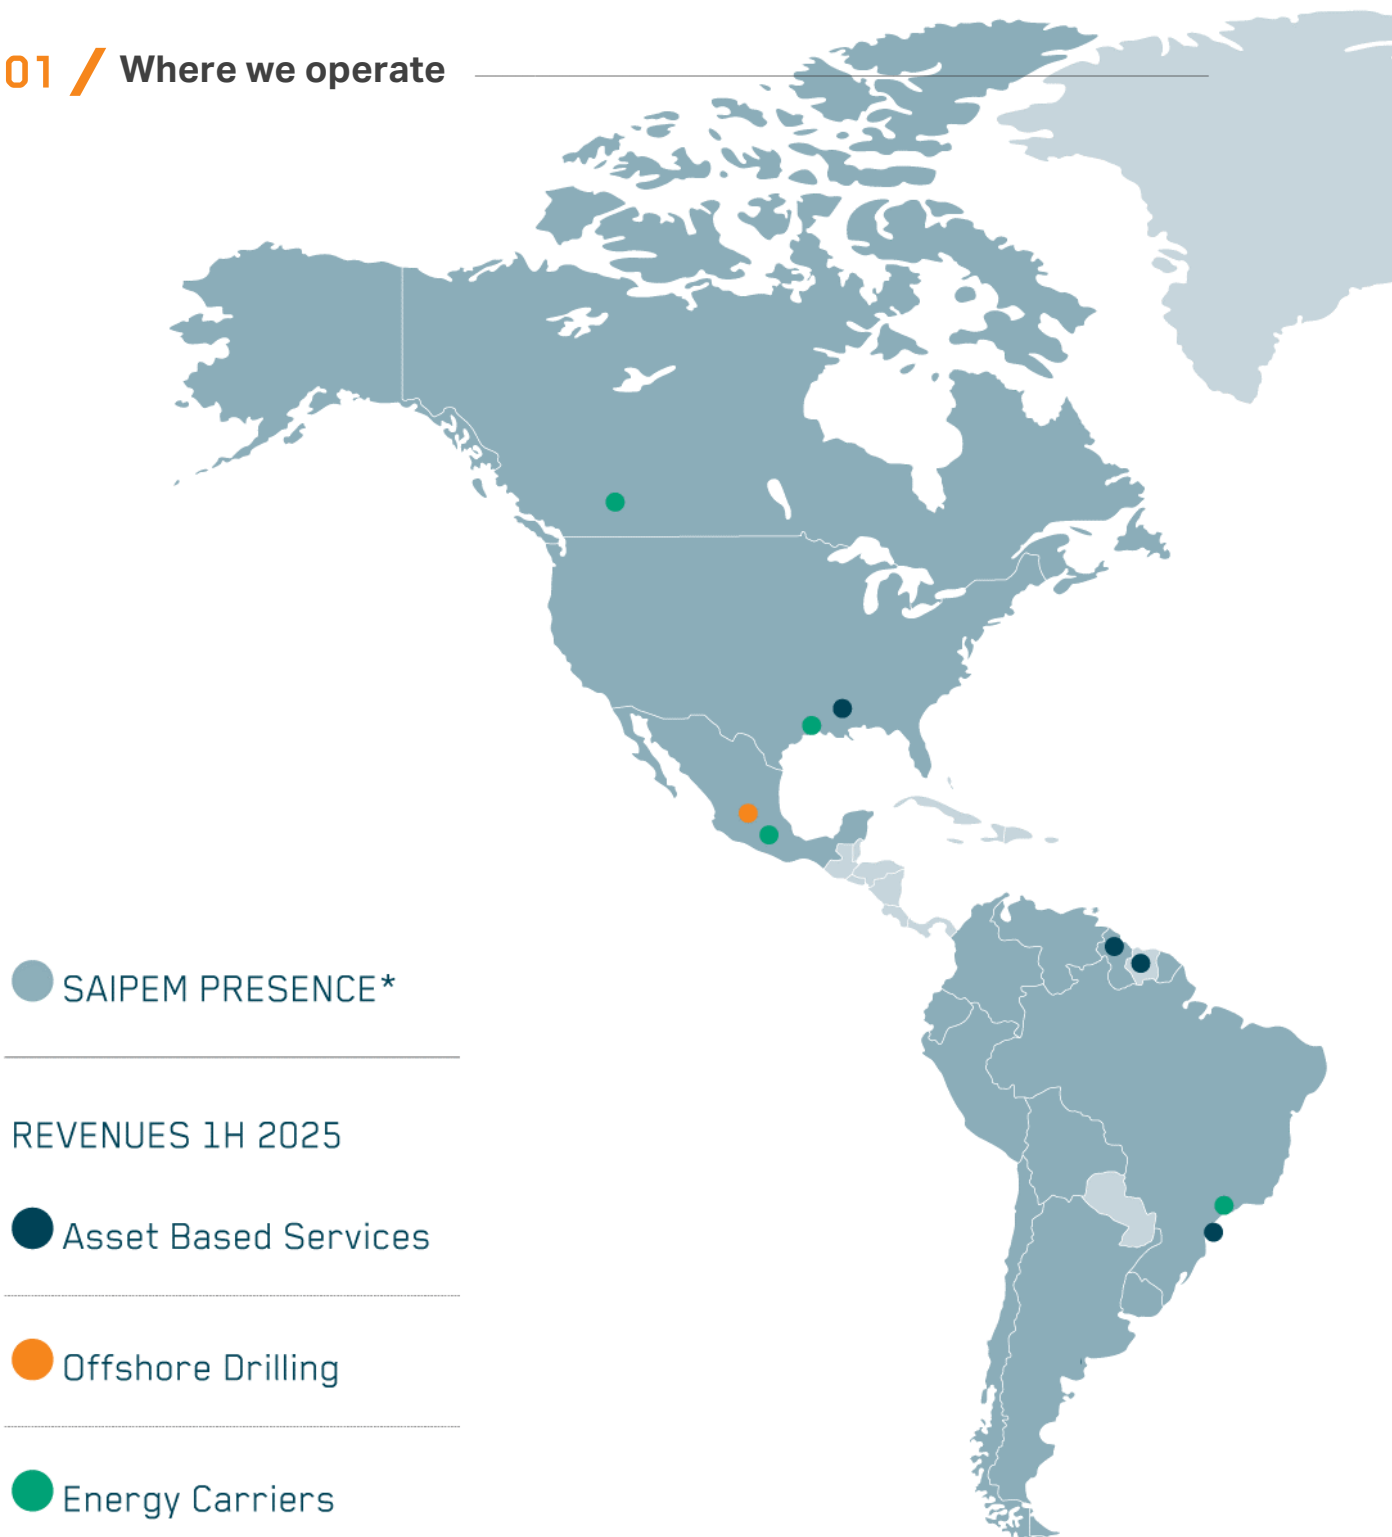 01 / Where we operate
SAIPEM PRESENCE*
REVENUES 1H 2025
Asset Based Services
Offshore Drilling
Energy Carriers